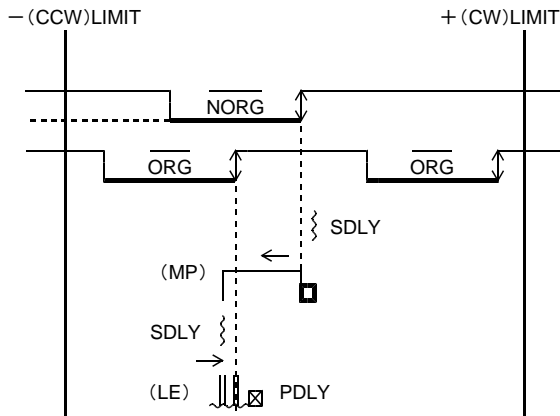 －(CCW)LIMIT
＋(CW)LIMIT
NORG
ORG
ORG
SDLY
(MP)
SDLY
(LE)
PDLY